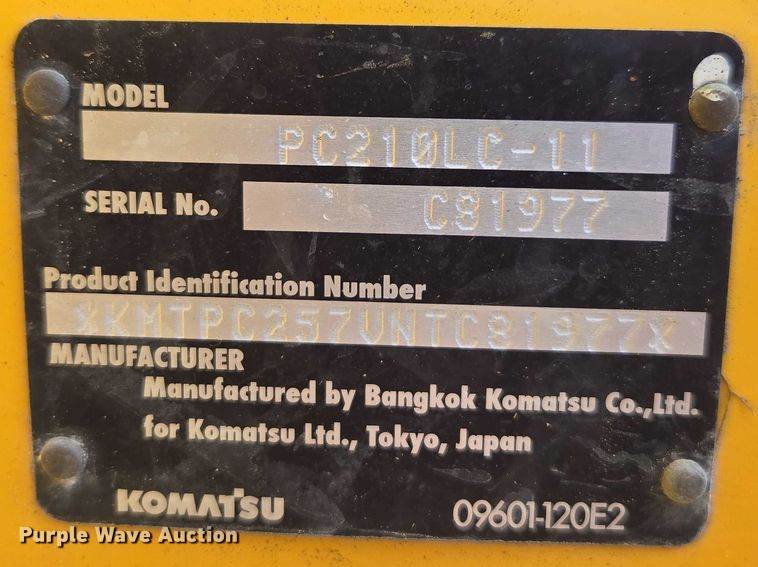 MODEL
PC210LC-11
SERIAL No.
C81977
Product Identification Number
*KMTPC257VNTC81977*
MANUFACTURER
Manufactured by Bangkok Komatsu Co.,Ltd.
for Komatsu Ltd., Tokyo, Japan
KOMATSU
09601-120E2
Purple Wave Auction